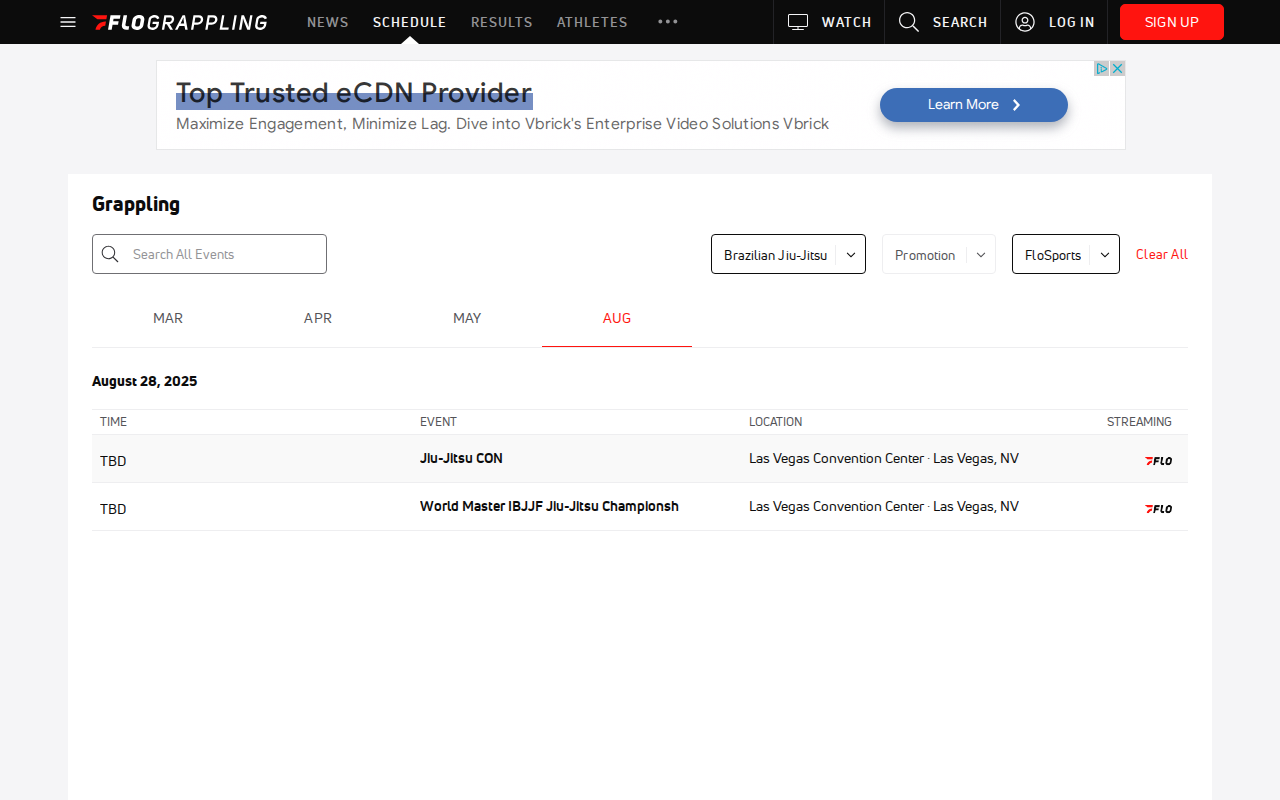 FLOGRAPPLING NEWS SCHEDULE RESULTS ATHLETES ••• WATCH SEARCH LOG IN SIGN UP
Top Trusted eCDN Provider
Maximize Engagement, Minimize Lag. Dive into Vbrick's Enterprise Video Solutions Vbrick
Learn More
Grappling
Search All Events
Brazilian Jiu-Jitsu Promotion FloSports Clear All
MAR APR MAY AUG
August 28, 2025
TIME EVENT LOCATION STREAMING
TBD Jiu-Jitsu CON Las Vegas Convention Center · Las Vegas, NV FLO
TBD World Master IBJJF Jiu-Jitsu Championsh Las Vegas Convention Center · Las Vegas, NV FLO